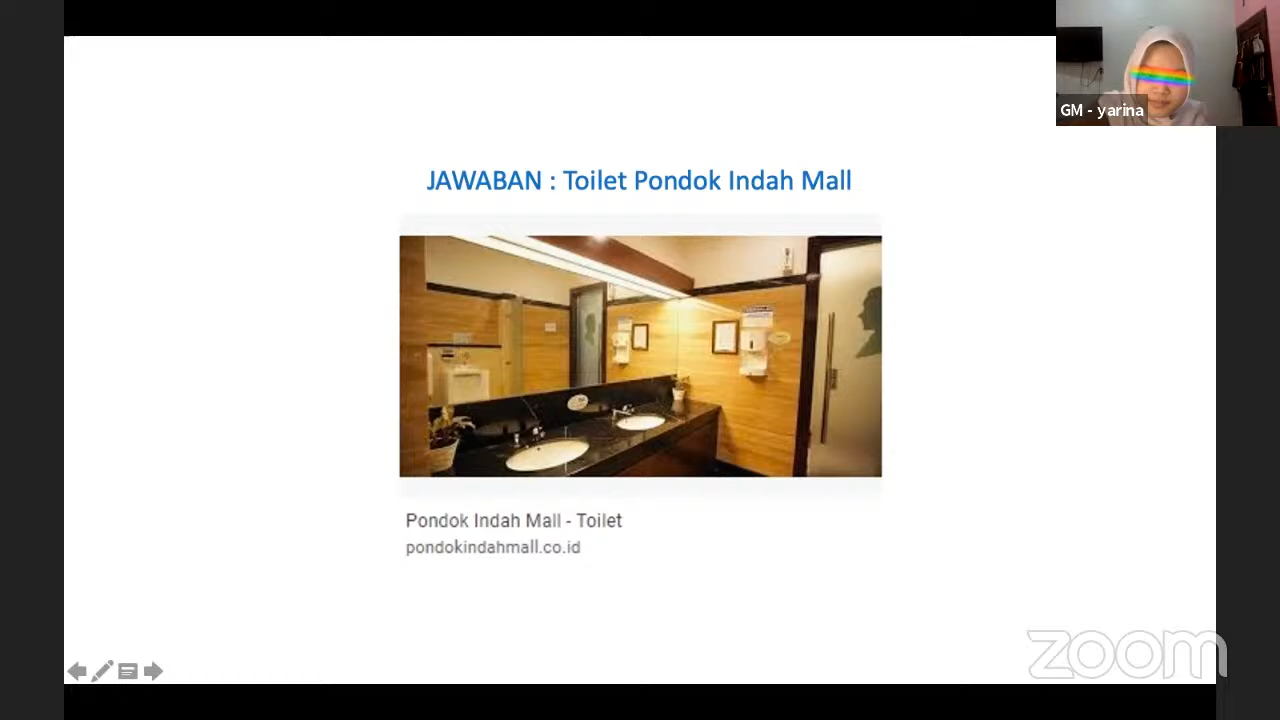 GM - yarina
JAWABAN : Toilet Pondok Indah Mall
Pondok Indah Mall - Toilet
pondokindahmall.co.id
zoom